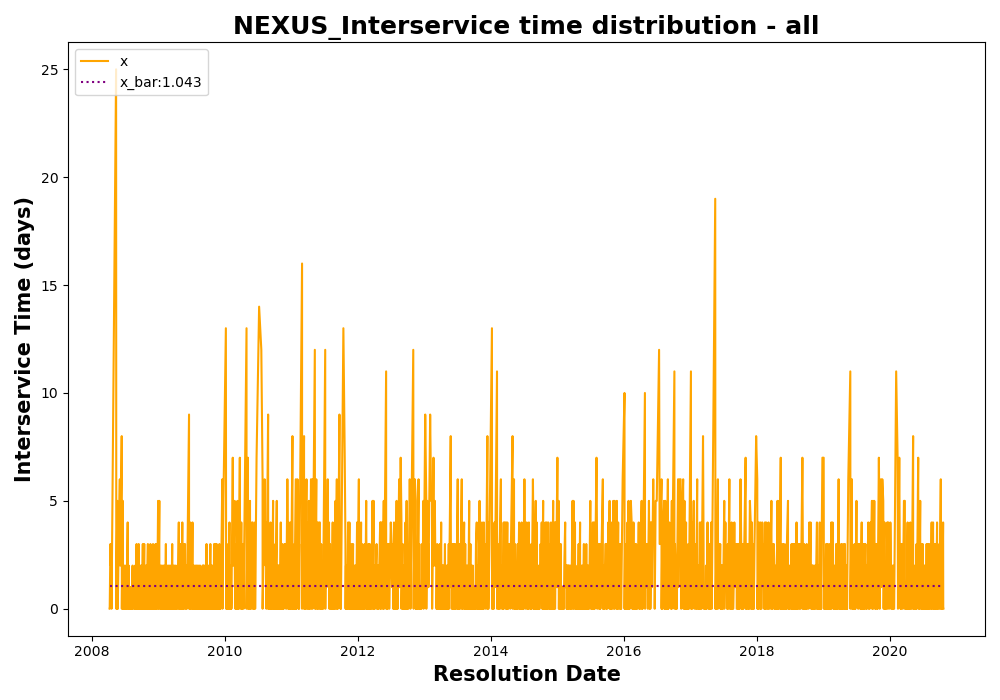 NEXUS_Interservice time distribution - all
x
x_bar:1.043
25
20
15
10
5
0
Interservice Time (days)
2008 2010 2012 2014 2016 2018 2020
Resolution Date